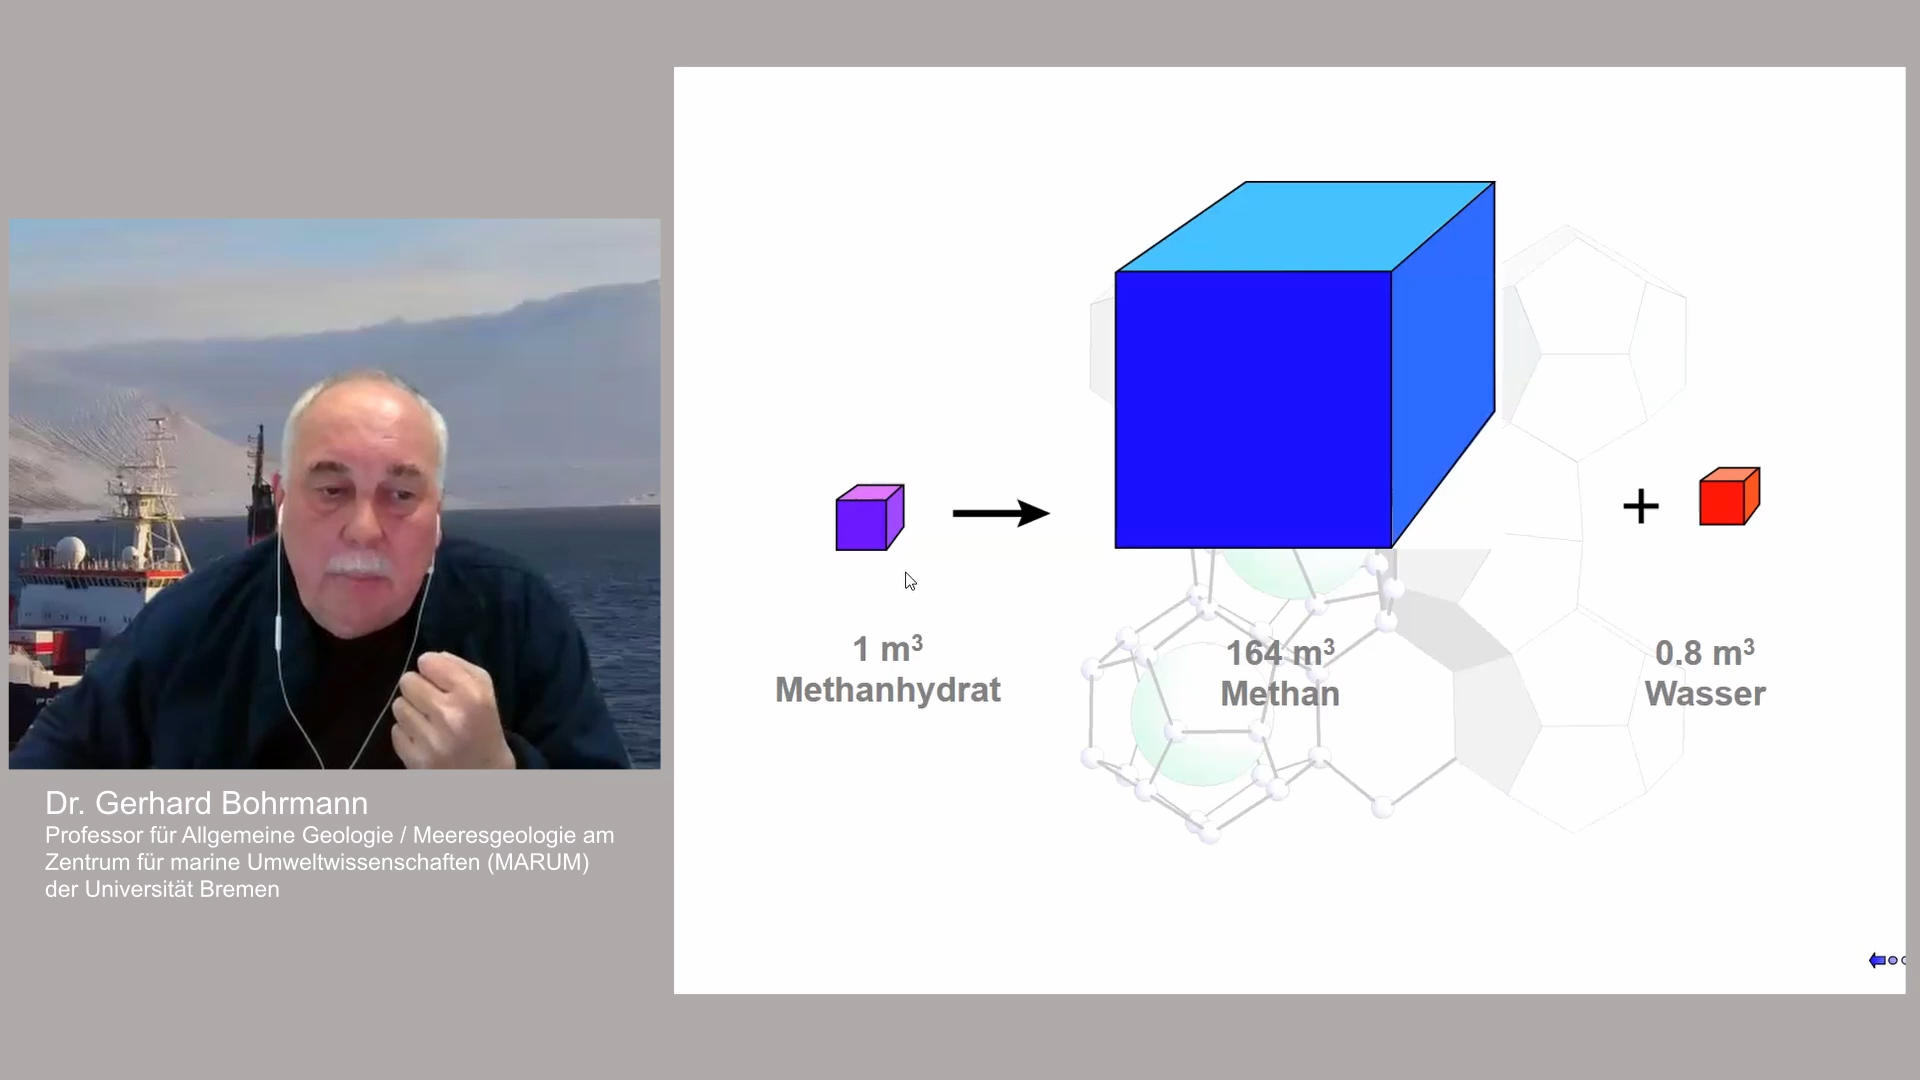 1 m³
Methanhydrat
164 m³
Methan
+
0.8 m³
Wasser
Dr. Gerhard Bohrmann
Professor für Allgemeine Geologie / Meeresgeologie am
Zentrum für marine Umweltwissenschaften (MARUM)
der Universität Bremen